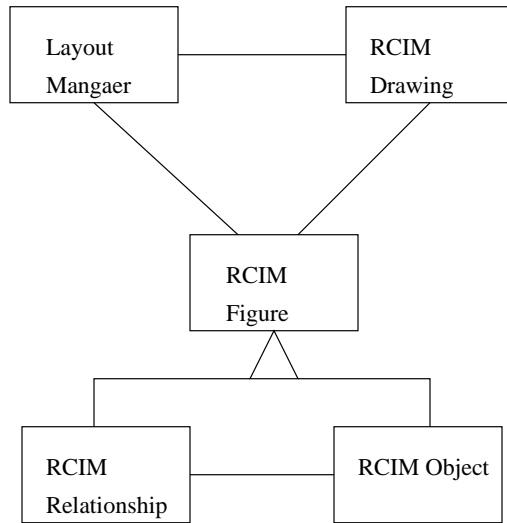 Layout
Mangaer
RCIM
Drawing
RCIM
Figure
RCIM
Relationship
RCIM Object